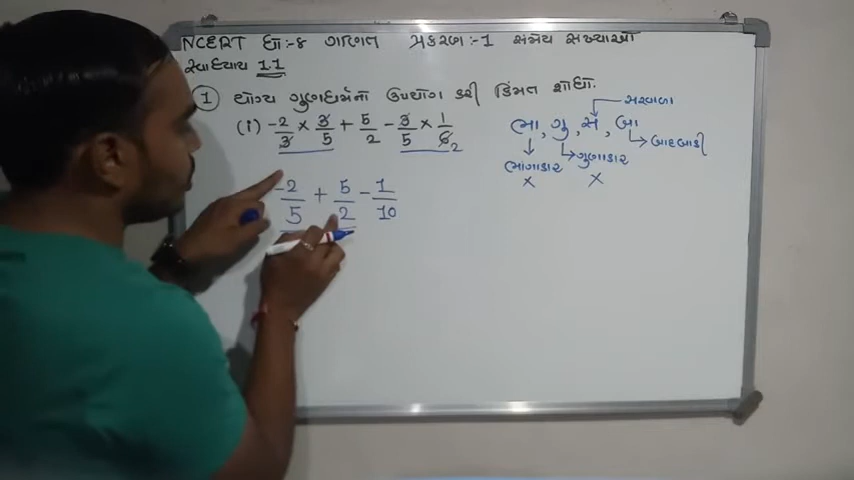 NCERT ધો:-8 ગણિત પ્રકરણ:-1 સંમેય સંખ્યાઓ
સ્વાધ્યાય 1.1
1 યોગ્ય ગુણધર્મનો ઉપયોગ કરી કિંમત શોધો.
(i) -2/3 × 3/5 + 5/2 - 3/5 × 1/6 2
-2/5 + 5/2 - 1/10
સરવાળા
ભા, ગુ, સ, બા
બાદબાકી
ભાગાકાર ગુણાકાર
× ×